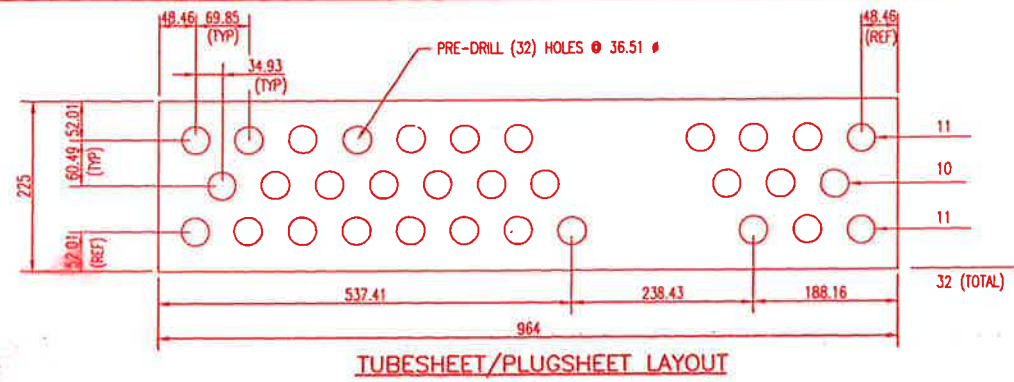 48.46 69.85 48.46
(TYP) (REF)
PRE-DRILL (32) HOLES @ 36.51 ø
34.93
(TYP)
52.01
60.49
(TYP)
225
52.01
(REF)
11
10
11
32 (TOTAL)
537.41 238.43 188.16
964
TUBESHEET/PLUGSHEET LAYOUT